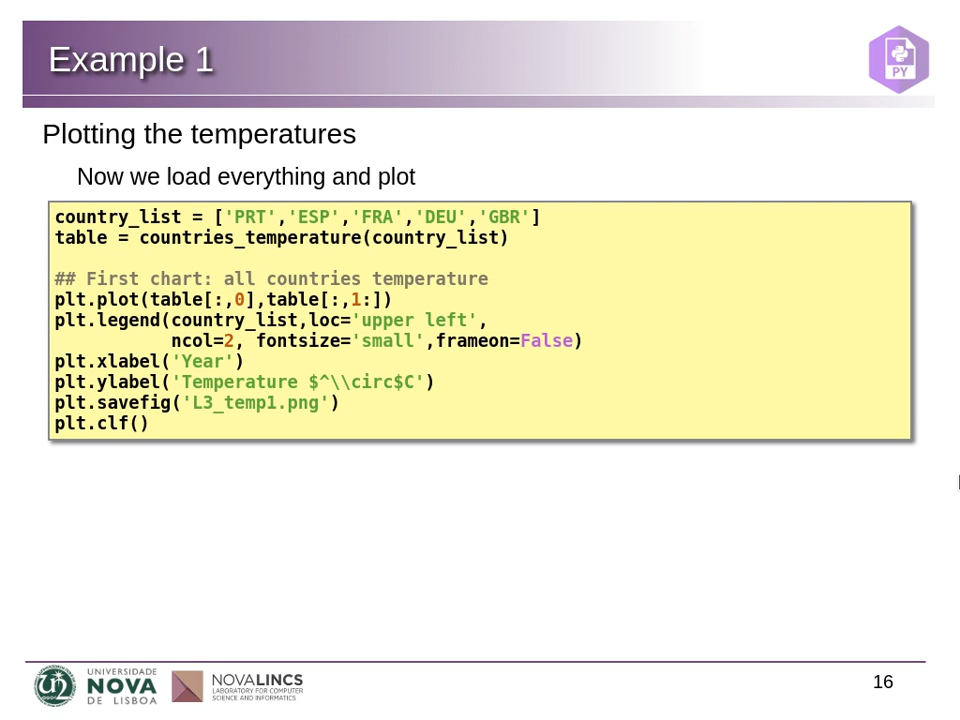 Example 1
PY
Plotting the temperatures
Now we load everything and plot
country_list = ['PRT','ESP','FRA','DEU','GBR']
table = countries_temperature(country_list)
## First chart: all countries temperature
plt.plot(table[:,0],table[:,1:])
plt.legend(country_list,loc='upper left',
ncol=2, fontsize='small',frameon=False)
plt.xlabel('Year')
plt.ylabel('Temperature $^\\circ$C')
plt.savefig('L3_temp1.png')
plt.clf()
UNIVERSIDADE
NOVA
DE LISBOA
NOVALINCS
LABORATORY FOR COMPUTER
SCIENCE AND INFORMATICS
16